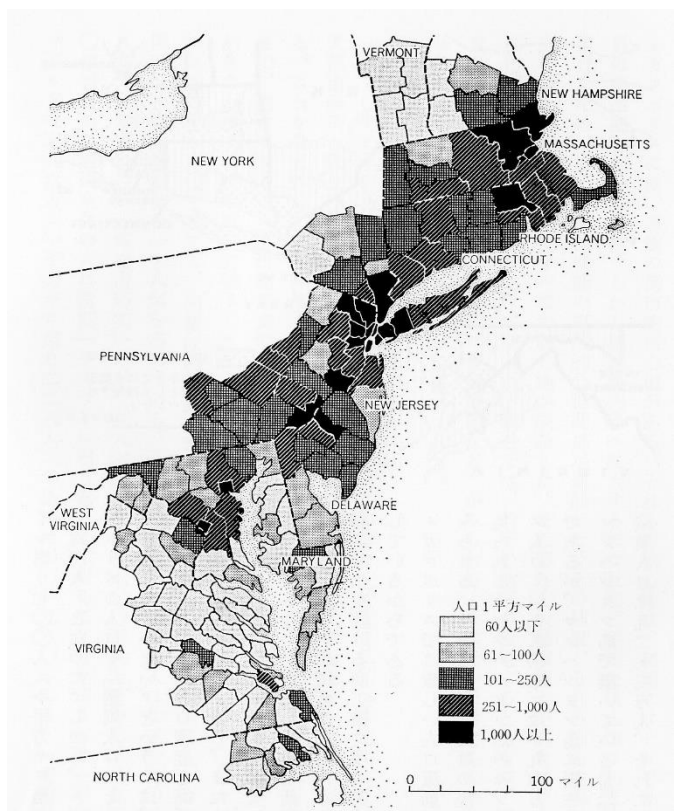 VERMONT
NEW HAMPSHIRE
MASSACHUSETTS
NEW YORK
RHODE ISLAND
CONNECTICUT
PENNSYLVANIA
NEW JERSEY
DELAWARE
WEST
VIRGINIA
MARYLAND
VIRGINIA
NORTH CAROLINA
人口1平方マイル
60人以下
61～100人
101～250人
251～1,000人
1,000人以上
0 100 マイル